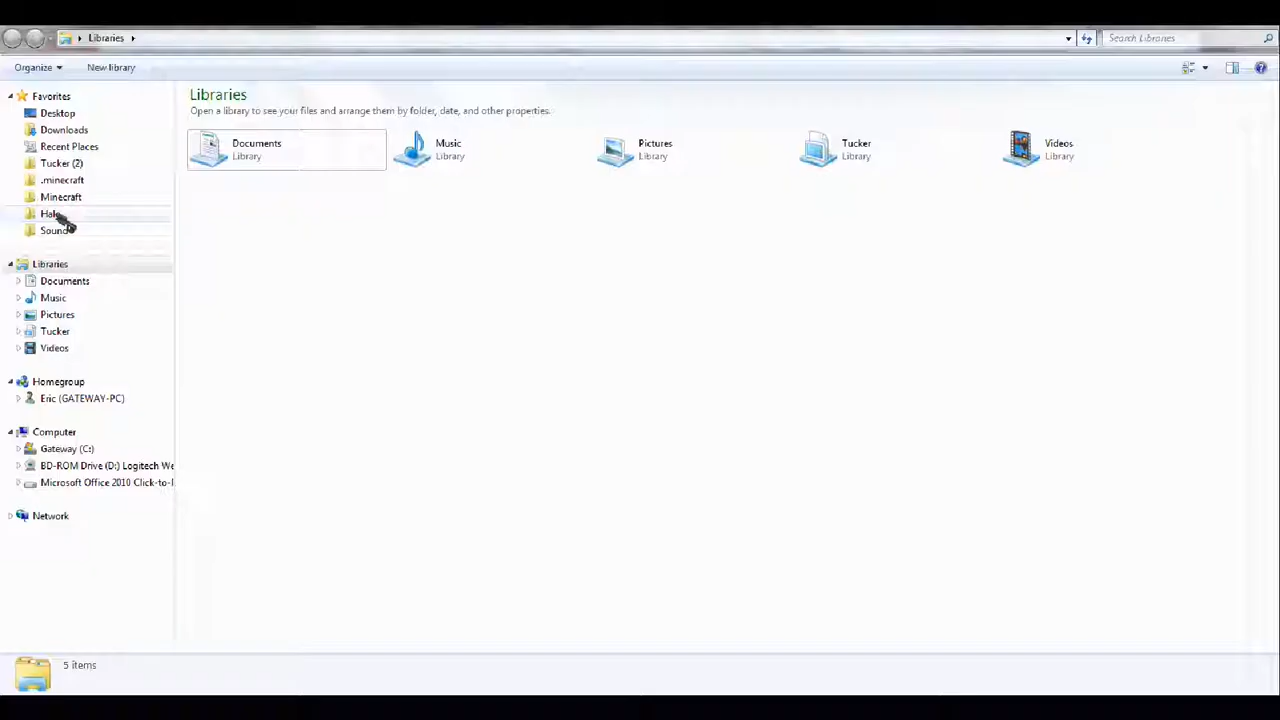 Libraries
Search Libraries
Organize
New library
Favorites
Desktop
Downloads
Recent Places
Tucker (2)
.minecraft
Minecraft
Sound
Libraries
Documents
Music
Pictures
Tucker
Videos
Homegroup
Eric (GATEWAY-PC)
Computer
Gateway (C:)
BD-ROM Drive (D:) Logitech We
Microsoft Office 2010 Click-to-
Network
Libraries
Open a library to see your files and arrange them by folder, date, and other properties.
Documents
Library
Music
Library
Pictures
Library
Tucker
Library
Videos
Library
5 items